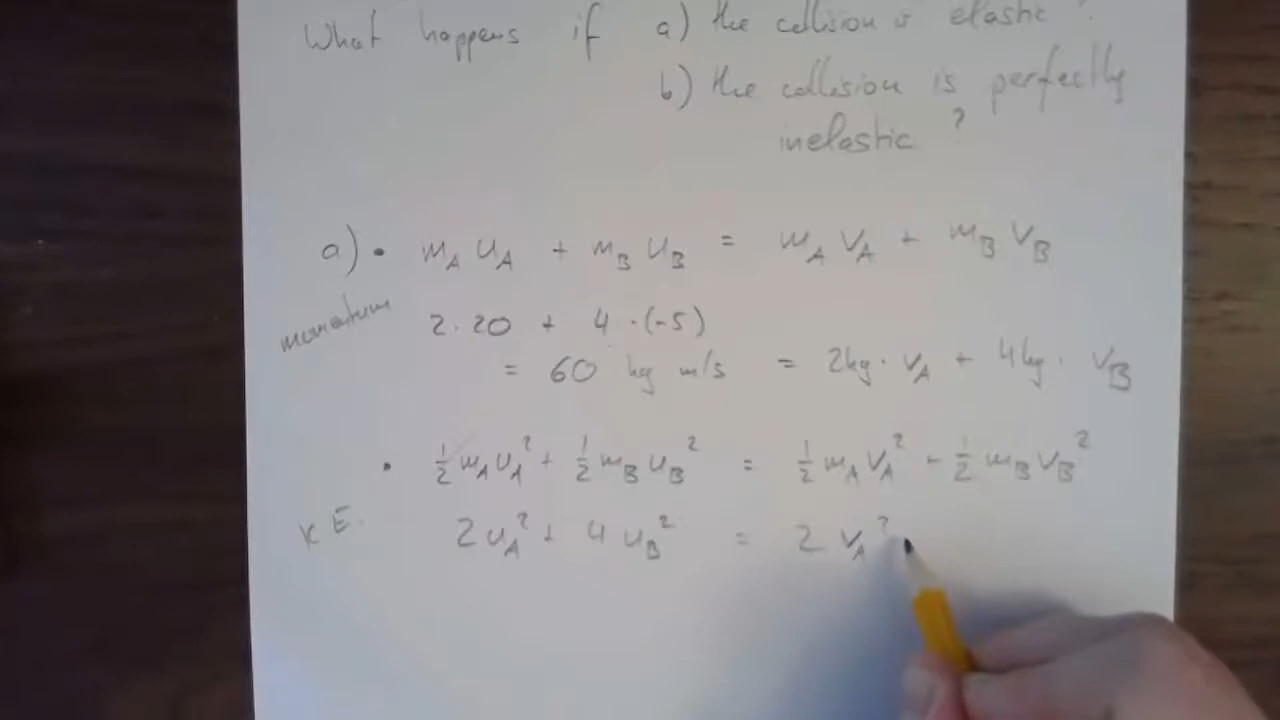 What happens if a) the collision is elastic ?
b) the collision is perfectly
inelastic ?
a) • m_A u_A + m_B u_B = m_A v_A + m_B v_B
momentum
2·20 + 4·(-5)
= 60 kg m/s = 2kg · v_A + 4kg · v_B
• ½ m_A u_A² + ½ m_B u_B² = ½ m_A v_A² + ½ m_B v_B²
K E.
2 u_A² + 4 u_B² = 2 v_A²